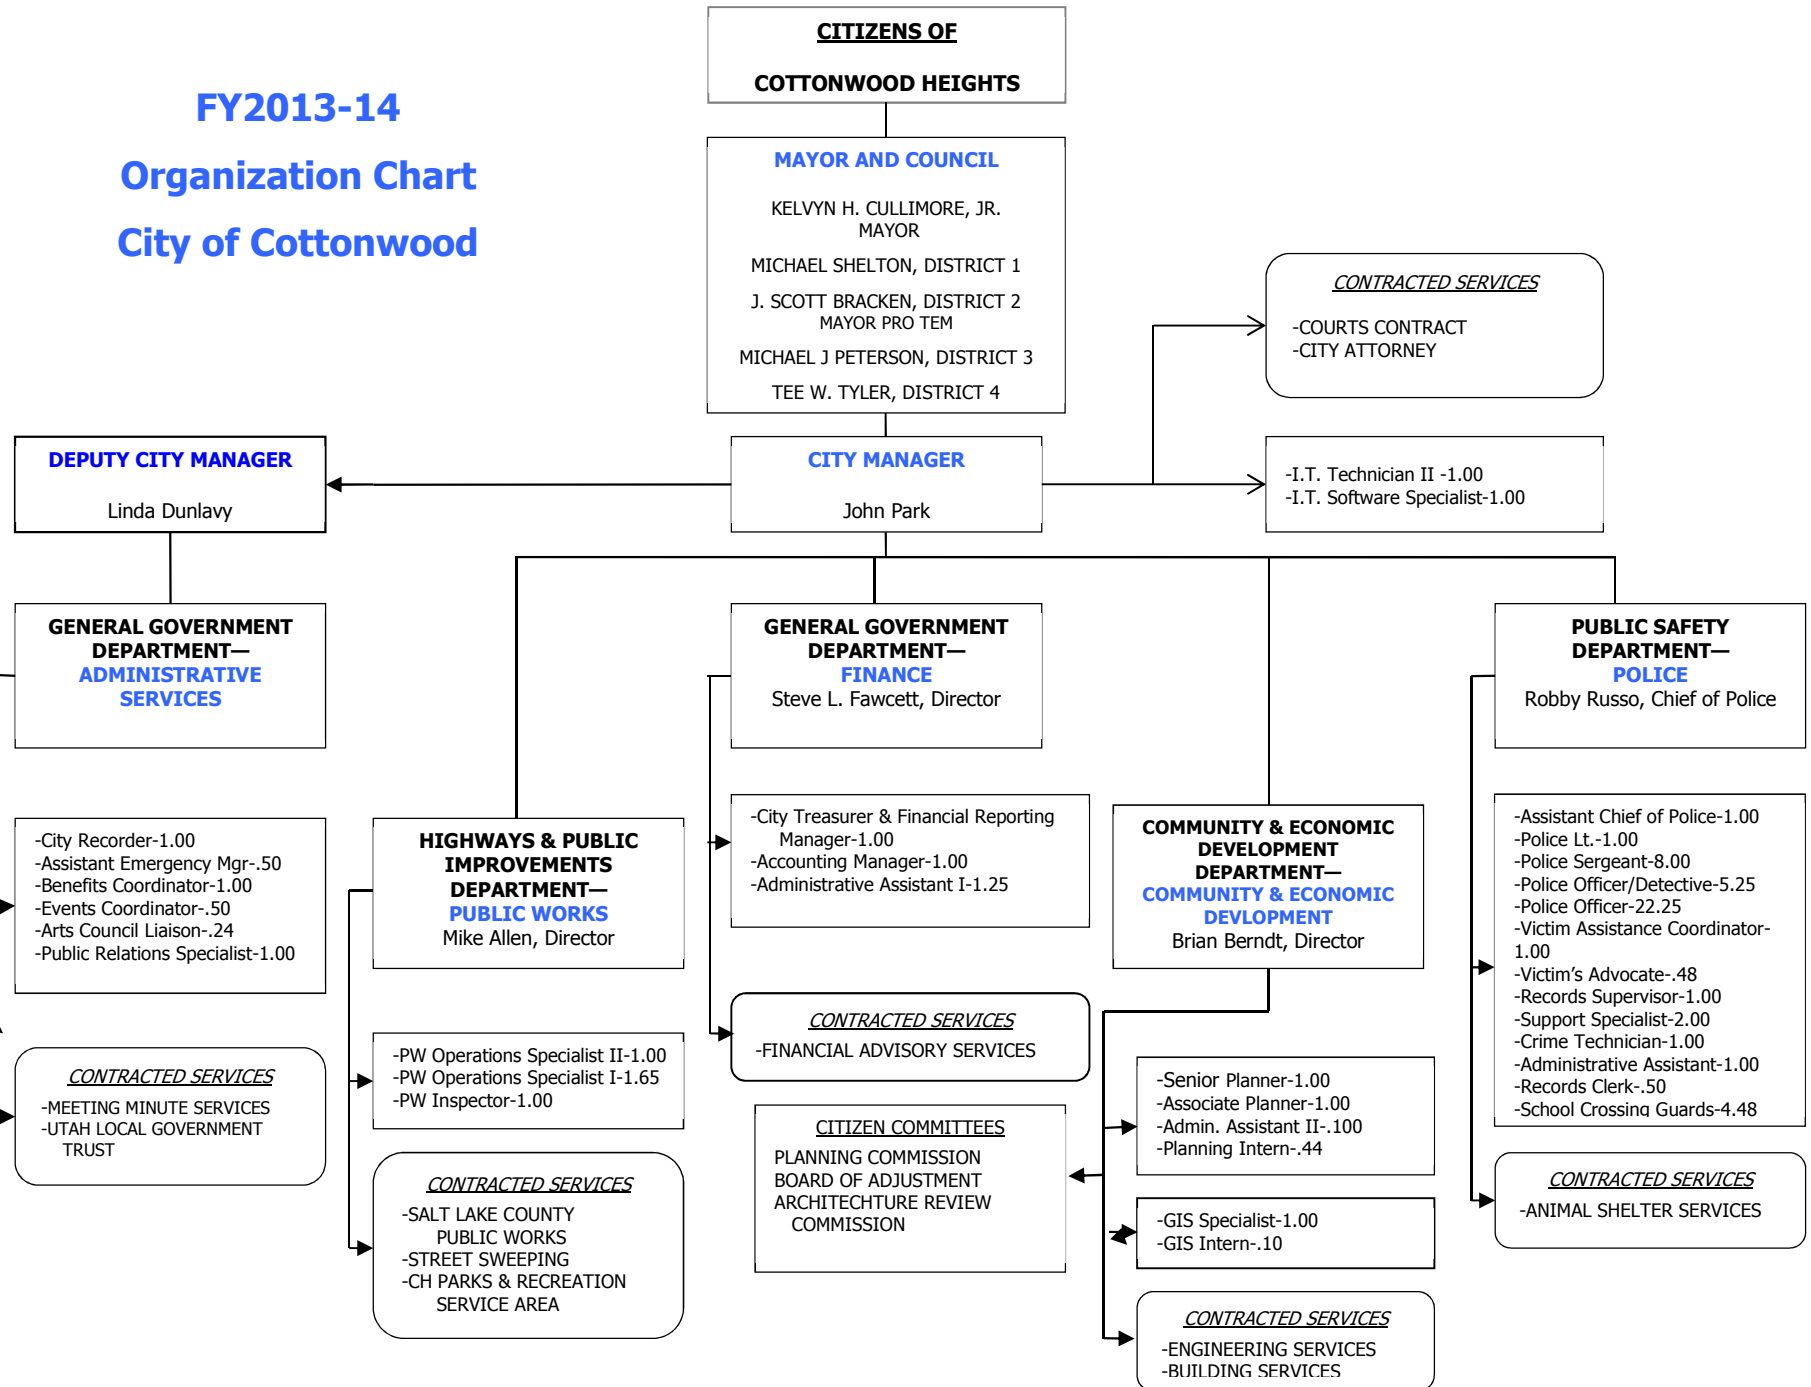 CITIZENS OF
COTTONWOOD HEIGHTS
FY2013-14
Organization Chart
City of Cottonwood
MAYOR AND COUNCIL
KELVYN H. CULLIMORE, JR.
MAYOR
MICHAEL SHELTON, DISTRICT 1
J. SCOTT BRACKEN, DISTRICT 2
MAYOR PRO TEM
MICHAEL J PETERSON, DISTRICT 3
TEE W. TYLER, DISTRICT 4
CONTRACTED SERVICES
-COURTS CONTRACT
-CITY ATTORNEY
DEPUTY CITY MANAGER
Linda Dunlavy
CITY MANAGER
John Park
-I.T. Technician II -1.00
-I.T. Software Specialist-1.00
GENERAL GOVERNMENT
DEPARTMENT—
ADMINISTRATIVE
SERVICES
GENERAL GOVERNMENT
DEPARTMENT—
FINANCE
Steve L. Fawcett, Director
PUBLIC SAFETY
DEPARTMENT—
POLICE
Robby Russo, Chief of Police
-City Recorder-1.00
-Assistant Emergency Mgr-.50
-Benefits Coordinator-1.00
-Events Coordinator-.50
-Arts Council Liaison-.24
-Public Relations Specialist-1.00
HIGHWAYS & PUBLIC
IMPROVEMENTS
DEPARTMENT—
PUBLIC WORKS
Mike Allen, Director
-City Treasurer & Financial Reporting
Manager-1.00
-Accounting Manager-1.00
-Administrative Assistant I-1.25
COMMUNITY & ECONOMIC
DEVELOPMENT
DEPARTMENT—
COMMUNITY & ECONOMIC
DEVLOPMENT
Brian Berndt, Director
-Assistant Chief of Police-1.00
-Police Lt.-1.00
-Police Sergeant-8.00
-Police Officer/Detective-5.25
-Police Officer-22.25
-Victim Assistance Coordinator-
1.00
-Victim's Advocate-.48
-Records Supervisor-1.00
-Support Specialist-2.00
-Crime Technician-1.00
-Administrative Assistant-1.00
-Records Clerk-.50
-School Crossing Guards-4.48
CONTRACTED SERVICES
-MEETING MINUTE SERVICES
-UTAH LOCAL GOVERNMENT
TRUST
-PW Operations Specialist II-1.00
-PW Operations Specialist I-1.65
-PW Inspector-1.00
CONTRACTED SERVICES
-FINANCIAL ADVISORY SERVICES
CITIZEN COMMITTEES
PLANNING COMMISSION
BOARD OF ADJUSTMENT
ARCHITECHTURE REVIEW
COMMISSION
-Senior Planner-1.00
-Associate Planner-1.00
-Admin. Assistant II-.100
-Planning Intern-.44
CONTRACTED SERVICES
-SALT LAKE COUNTY
PUBLIC WORKS
-STREET SWEEPING
-CH PARKS & RECREATION
SERVICE AREA
-GIS Specialist-1.00
-GIS Intern-.10
CONTRACTED SERVICES
-ANIMAL SHELTER SERVICES
CONTRACTED SERVICES
-ENGINEERING SERVICES
-BUILDING SERVICES